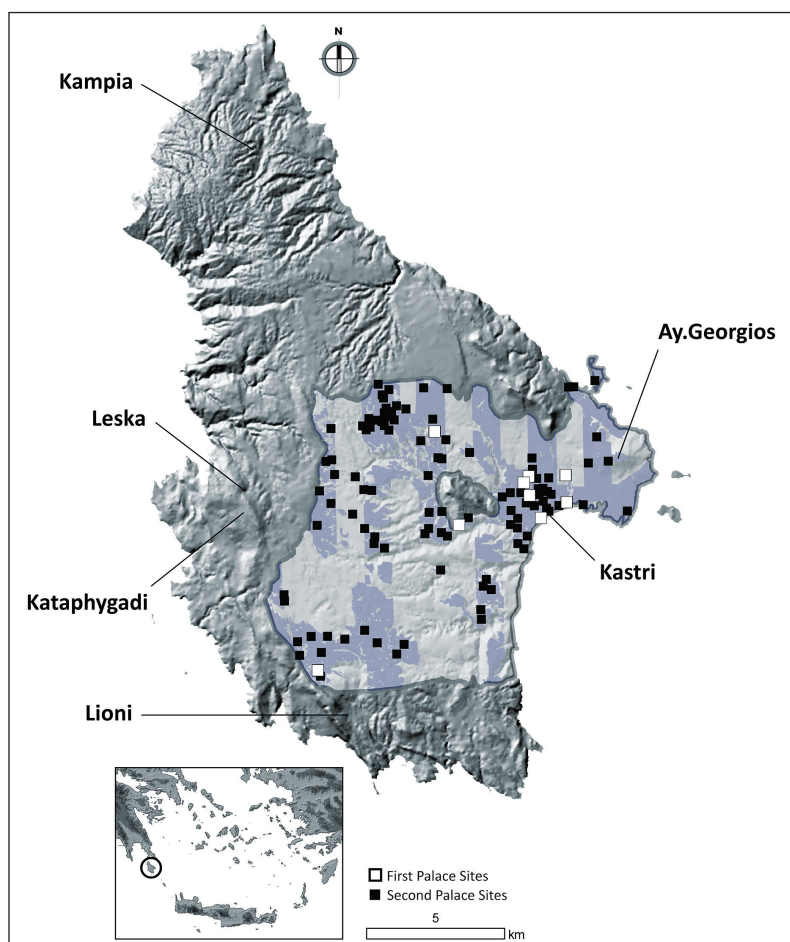 N
Kampia
Ay.Georgios
Leska
Kastri
Kataphygadi
Lioni
First Palace Sites
Second Palace Sites
5
km